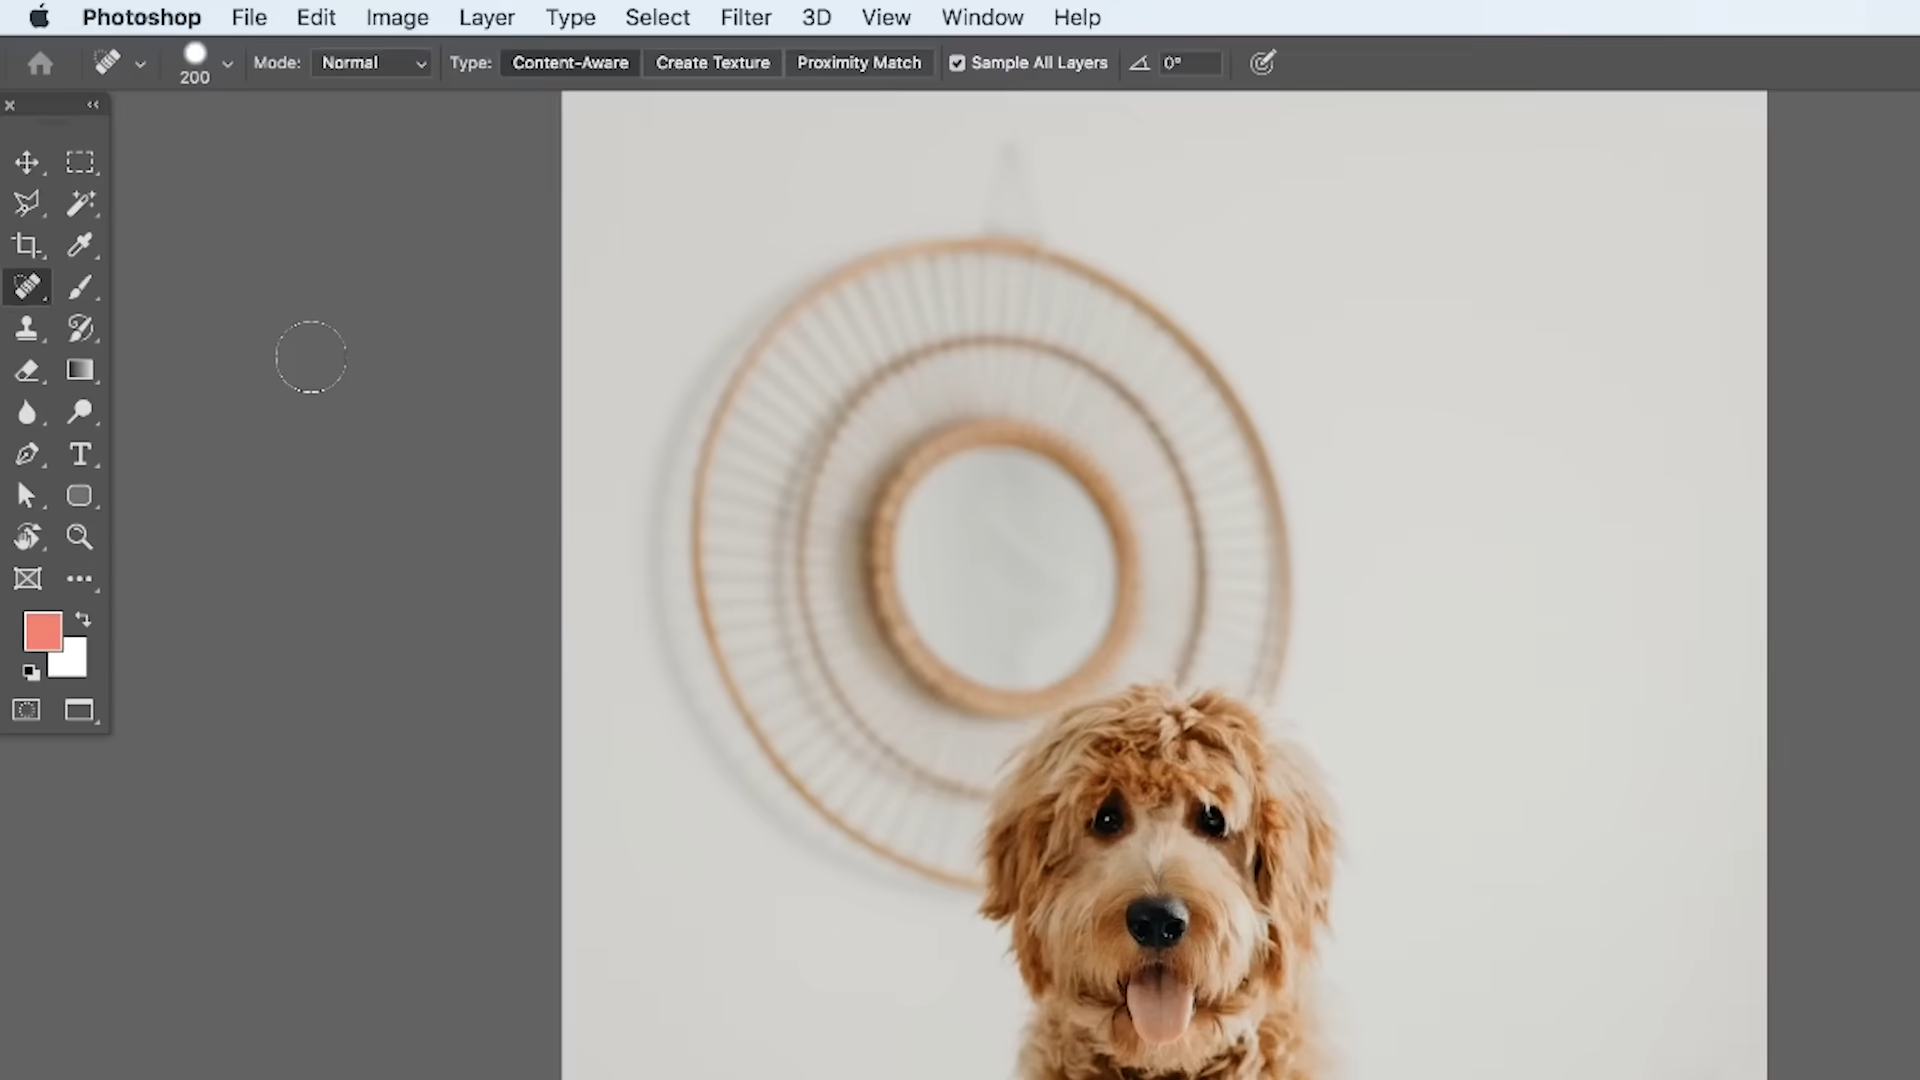 Photoshop File Edit Image Layer Type Select Filter 3D View Window Help
200 Mode: Normal Type: Content-Aware Create Texture Proximity Match Sample All Layers 0°